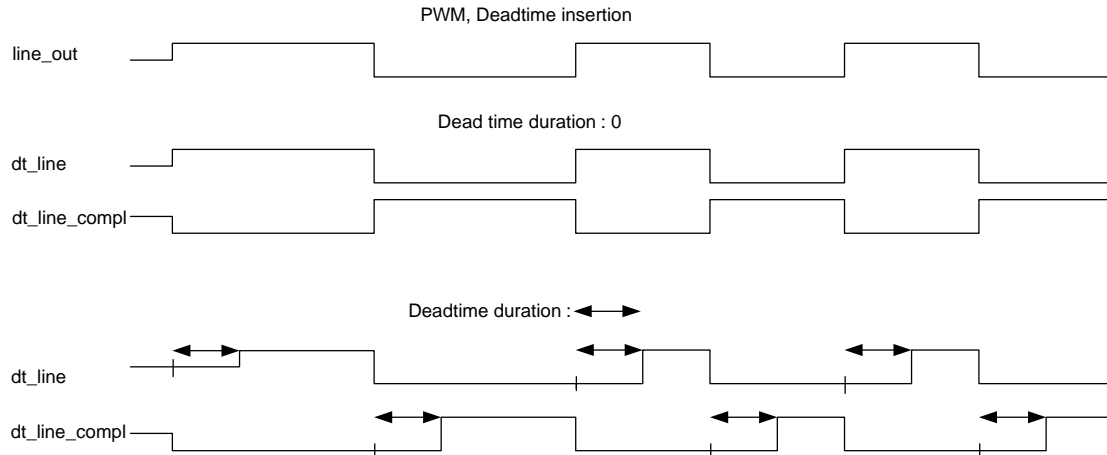 PWM, Deadtime insertion
line_out
Dead time duration : 0
dt_line
dt_line_compl
Deadtime duration :
dt_line
dt_line_compl